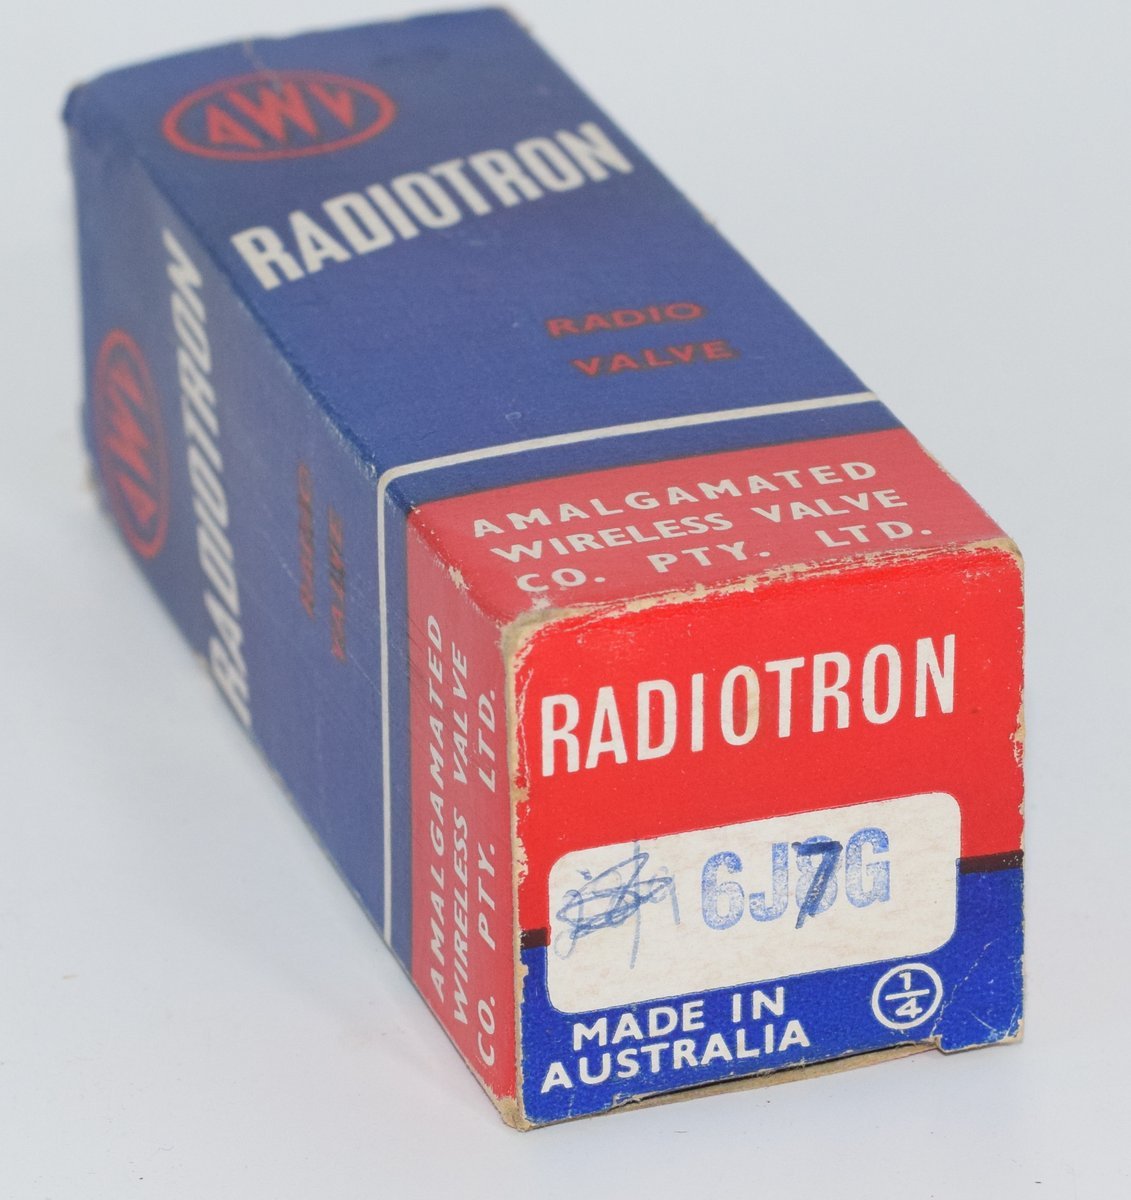 AWV
RADIOTRON
RADIO
VALVE
AMALGAMATED
WIRELESS VALVE
CO. PTY. LTD.
AWV
RADIOTRON
RADIO
VALVE
AMALGAMATED
WIRELESS VALVE
CO. PTY. LTD.
RADIOTRON
6J7G
MADE IN
AUSTRALIA
1/4